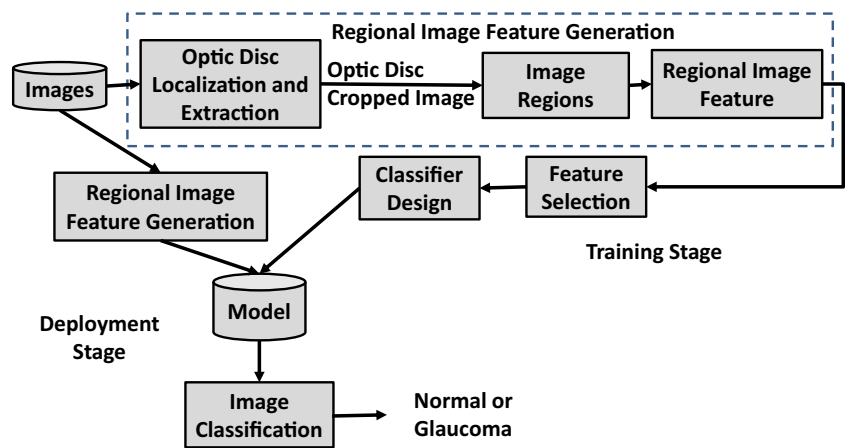 Regional Image Feature Generation
Images
Optic Disc
Localization and
Extraction
Optic Disc
Cropped Image
Image
Regions
Regional Image
Feature
Regional Image
Feature Generation
Classifier
Design
Feature
Selection
Training Stage
Model
Deployment
Stage
Image
Classification
Normal or
Glaucoma